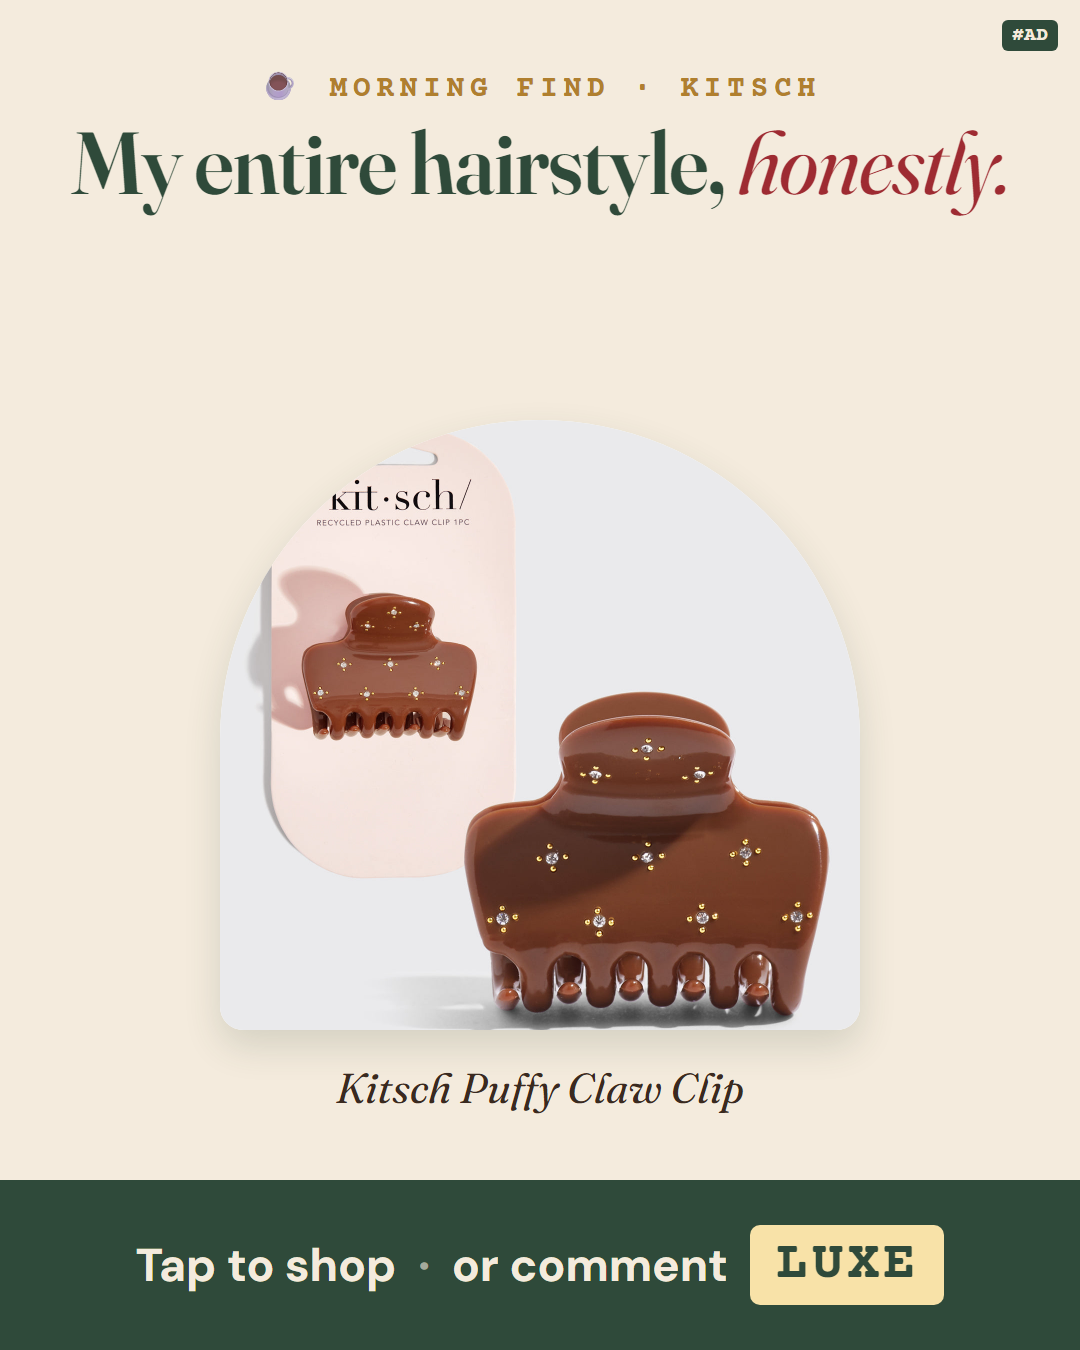 #AD
MORNING FIND · KITSCH
My entire hairstyle, honestly.
kit·sch/
RECYCLED PLASTIC CLAW CLIP 1PC
Kitsch Puffy Claw Clip
Tap to shop · or comment LUXE